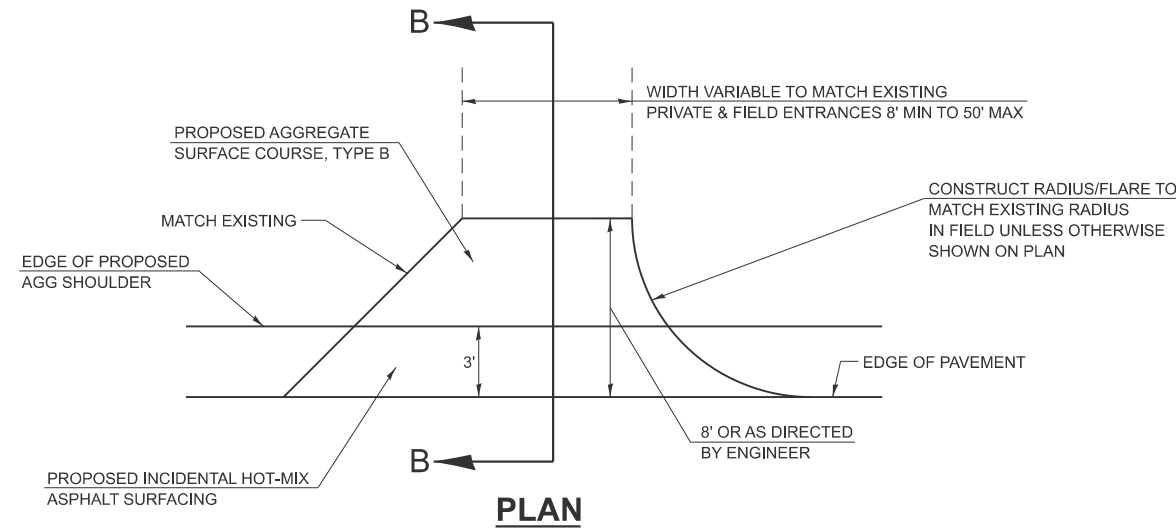 B
WIDTH VARIABLE TO MATCH EXISTING
PRIVATE & FIELD ENTRANCES 8' MIN TO 50' MAX
PROPOSED AGGREGATE
SURFACE COURSE, TYPE B
CONSTRUCT RADIUS/FLARE TO
MATCH EXISTING RADIUS
IN FIELD UNLESS OTHERWISE
SHOWN ON PLAN
MATCH EXISTING
EDGE OF PROPOSED
AGG SHOULDER
3'
EDGE OF PAVEMENT
8' OR AS DIRECTED
BY ENGINEER
B
PROPOSED INCIDENTAL HOT-MIX
ASPHALT SURFACING
PLAN